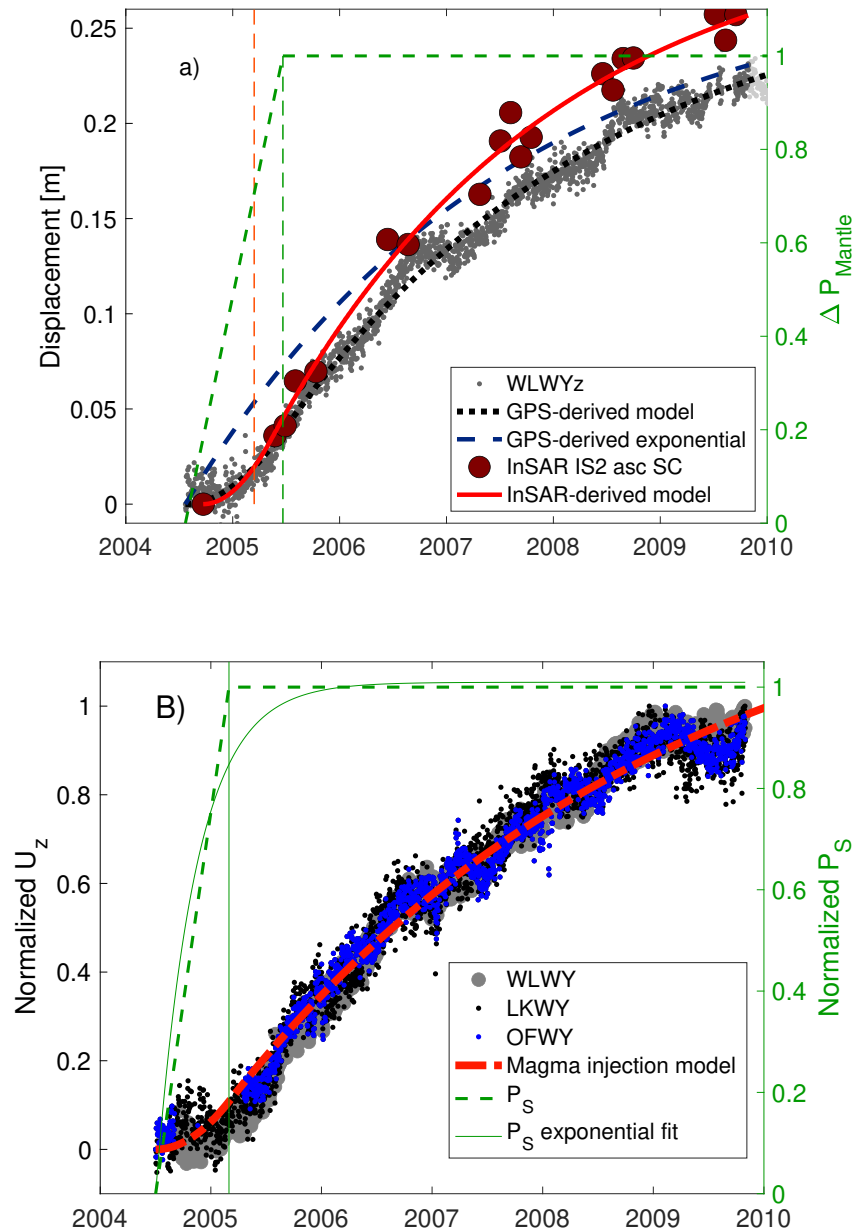 a)
0.25
0.2
0.15
0.1
0.05
0
Displacement [m]
1
0.8
0.6
0.4
0.2
0
Δ P_Mantle
WLWYz
GPS-derived model
GPS-derived exponential
InSAR IS2 asc SC
InSAR-derived model
2004 2005 2006 2007 2008 2009 2010
B)
1
0.8
0.6
0.4
0.2
0
Normalized U_z
1
0.8
0.6
0.4
0.2
0
Normalized P_S
WLWY
LKWY
OFWY
Magma injection model
P_S
P_S exponential fit
2004 2005 2006 2007 2008 2009 2010